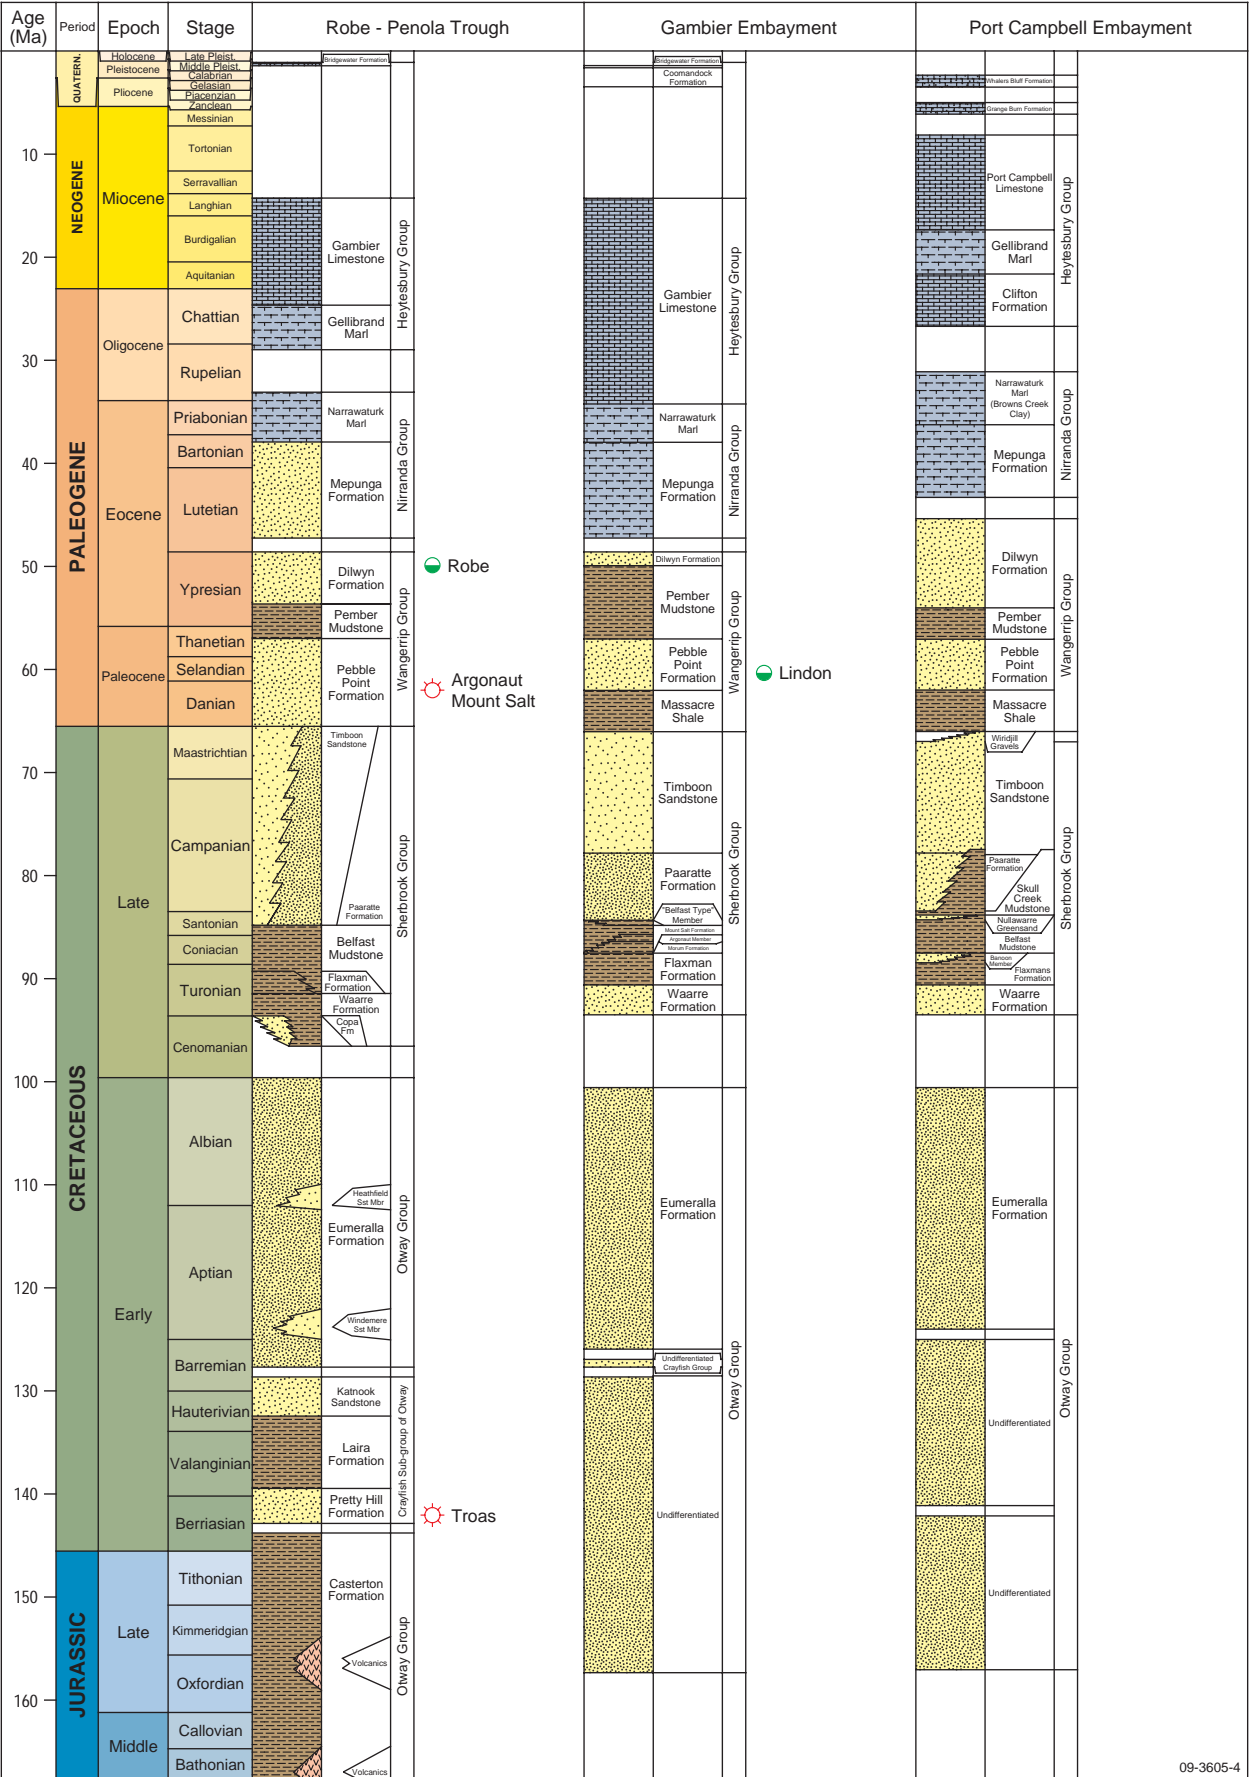 Age
(Ma)
Period
Epoch
Stage
Robe - Penola Trough
Gambier Embayment
Port Campbell Embayment
10
20
30
40
50
60
70
80
90
100
110
120
130
140
150
160
QUATERN.
NEOGENE
PALEOGENE
CRETACEOUS
JURASSIC
Holocene
Pleistocene
Pliocene
Miocene
Oligocene
Eocene
Paleocene
Late
Early
Late
Middle
Late Pleist.
Middle Pleist.
Calabrian
Gelasian
Piacenzian
Zanclean
Messinian
Tortonian
Serravallian
Langhian
Burdigalian
Aquitanian
Chattian
Rupelian
Priabonian
Bartonian
Lutetian
Ypresian
Thanetian
Selandian
Danian
Maastrichtian
Campanian
Santonian
Coniacian
Turonian
Cenomanian
Albian
Aptian
Barremian
Hauterivian
Valanginian
Berriasian
Tithonian
Kimmeridgian
Oxfordian
Callovian
Bathonian
Bridgewater Formation
Gambier
Limestone
Gellibrand
Marl
Heytesbury Group
Narrawaturk
Marl
Mepunga
Formation
Nirranda Group
Dilwyn
Formation
Pember
Mudstone
Pebble
Point
Formation
Wangerrip Group
Robe
Argonaut
Mount Salt
Timboon
Sandstone
Paaratte
Formation
Belfast
Mudstone
Flaxman
Formation
Waarre
Formation
Copa
Fm
Sherbrook Group
Heathfield
Sst Mbr
Eumeralla
Formation
Windemere
Sst Mbr
Otway Group
Katnook
Sandstone
Laira
Formation
Pretty Hill
Formation
Crayfish Sub-group of Otway
Troas
Casterton
Formation
Volcanics
Volcanics
Otway Group
Bridgewater Formation
Coomandock
Formation
Gambier
Limestone
Heytesbury Group
Narrawaturk
Marl
Mepunga
Formation
Nirranda Group
Dilwyn Formation
Pember
Mudstone
Pebble
Point
Formation
Massacre
Shale
Wangerrip Group
Lindon
Timboon
Sandstone
Paaratte
Formation
"Belfast Type"
Member
Mount Salt Formation
Argonaut Member
Morum Formation
Flaxman
Formation
Waarre
Formation
Sherbrook Group
Eumeralla
Formation
Undifferentiated
Crayfish Group
Undifferentiated
Otway Group
Whalers Bluff Formation
Grange Burn Formation
Port Campbell
Limestone
Gellibrand
Marl
Clifton
Formation
Heytesbury Group
Narrawaturk
Marl
(Browns Creek
Clay)
Mepunga
Formation
Nirranda Group
Dilwyn
Formation
Pember
Mudstone
Pebble
Point
Formation
Massacre
Shale
Wangerrip Group
Wiridjill
Gravels
Timboon
Sandstone
Paaratte
Formation
Skull
Creek
Mudstone
Nullawarre
Greensand
Belfast
Mudstone
Banoon
Member
Flaxmans
Formation
Waarre
Formation
Sherbrook Group
Eumeralla
Formation
Undifferentiated
Undifferentiated
Otway Group
09-3605-4